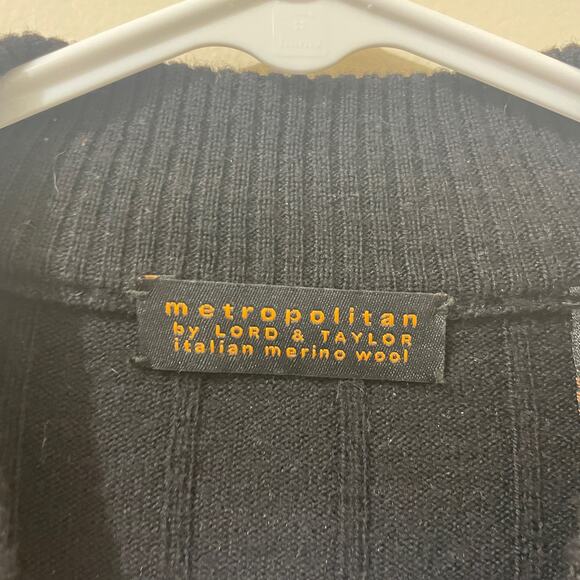 metropolitan
by LORD & TAYLOR
italian merino wool